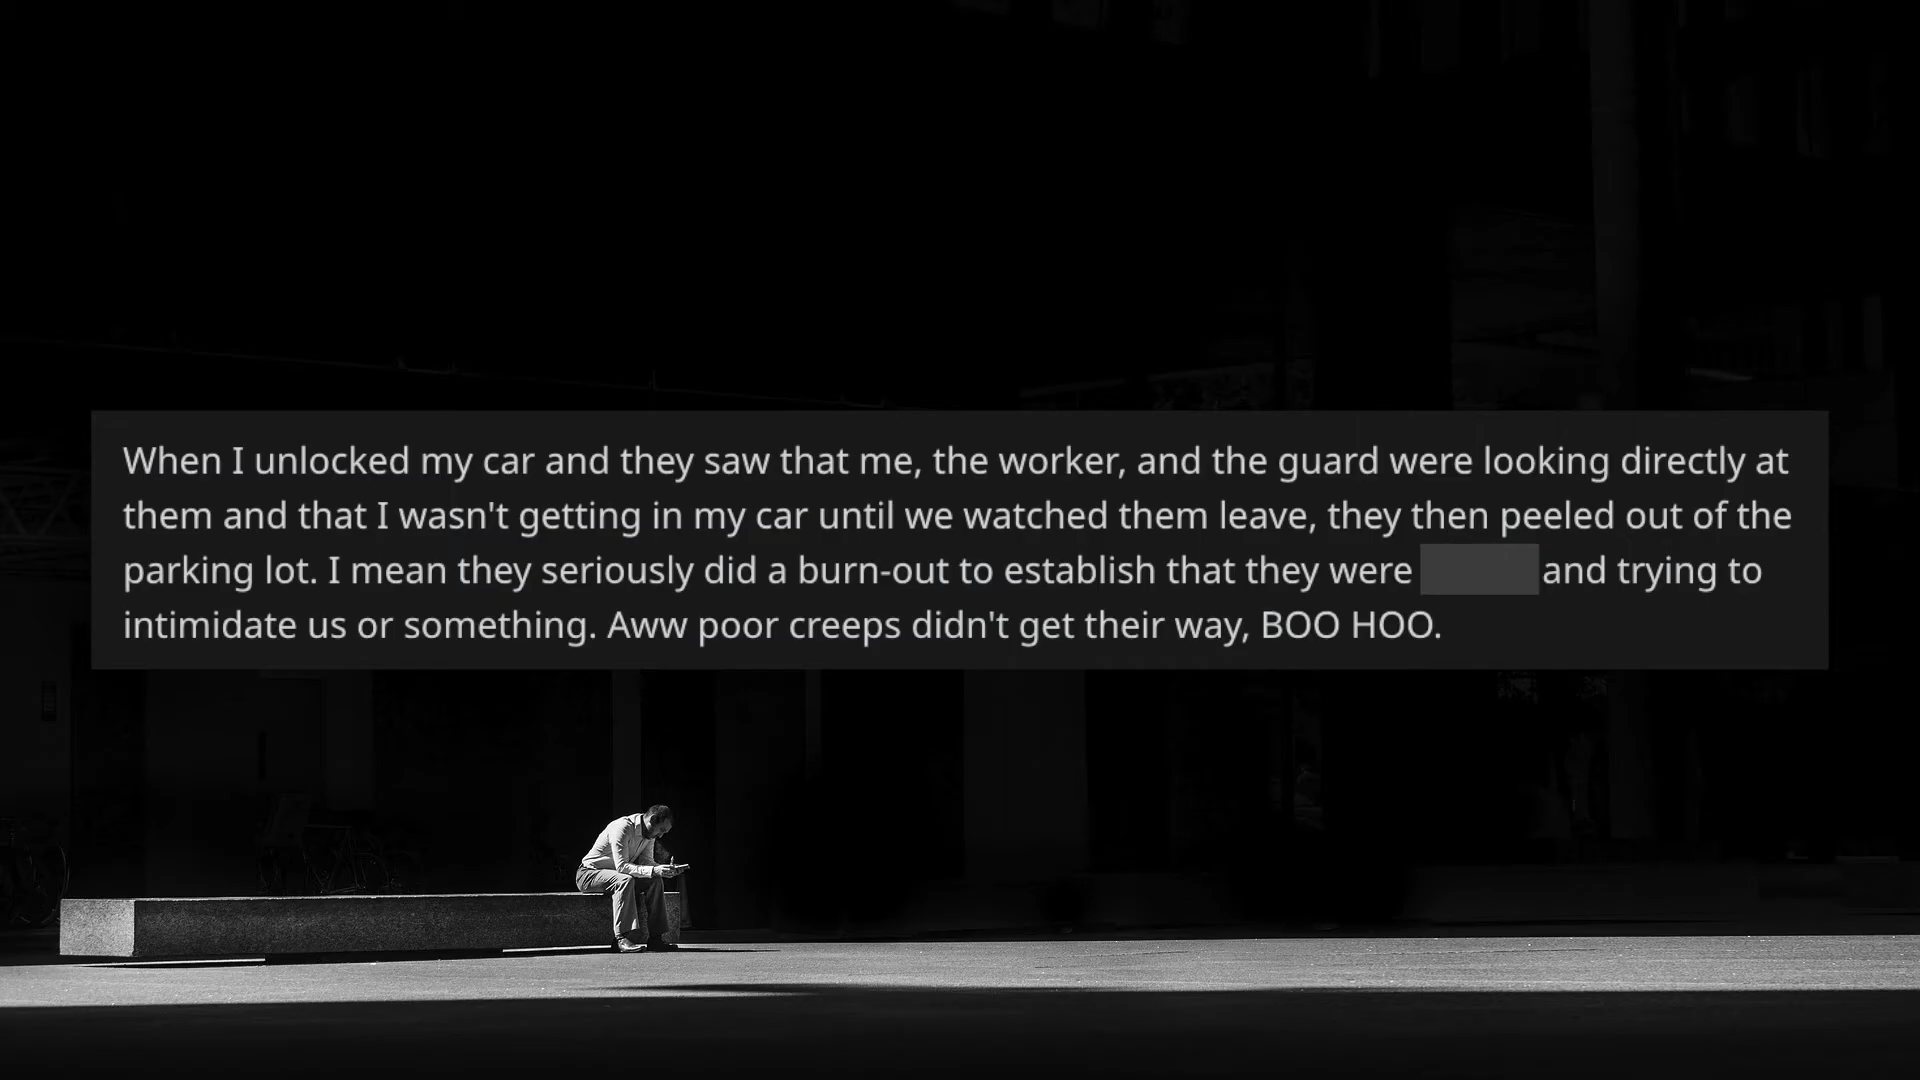 When I unlocked my car and they saw that me, the worker, and the guard were looking directly at
them and that I wasn't getting in my car until we watched them leave, they then peeled out of the
parking lot. I mean they seriously did a burn-out to establish that they were and trying to
intimidate us or something. Aww poor creeps didn't get their way, BOO HOO.